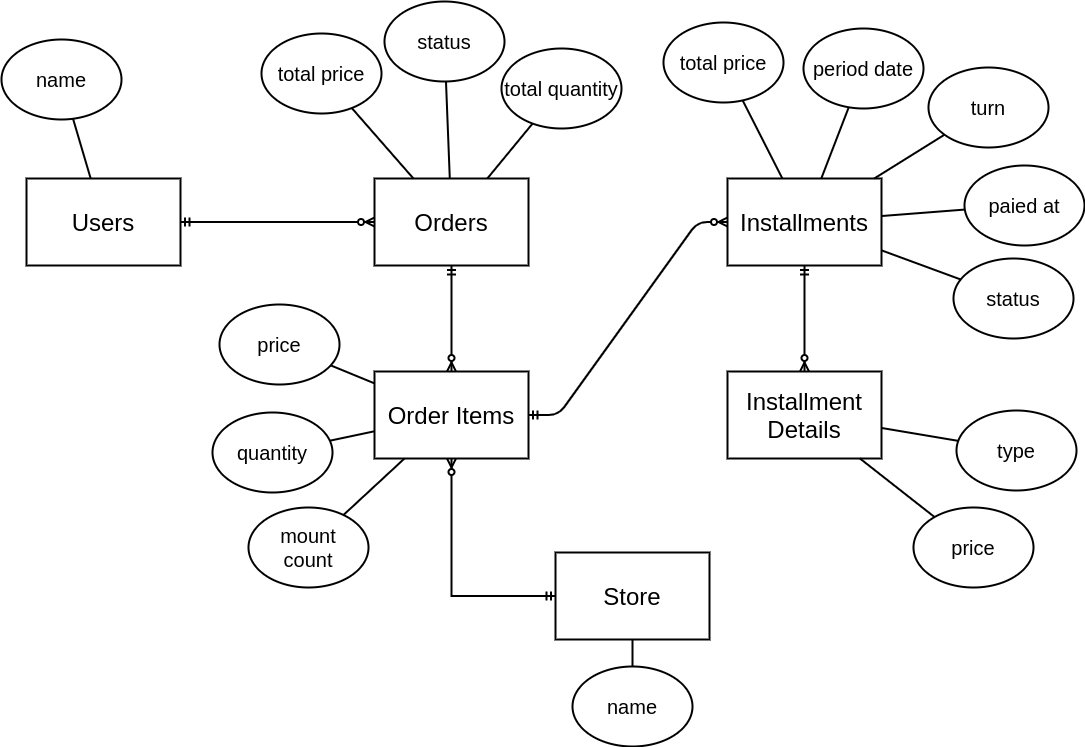 name
total price
status
total quantity
total price
period date
turn
Users
Orders
Installments
paied at
status
price
Order Items
quantity
mount
count
Installment
Details
type
price
Store
name